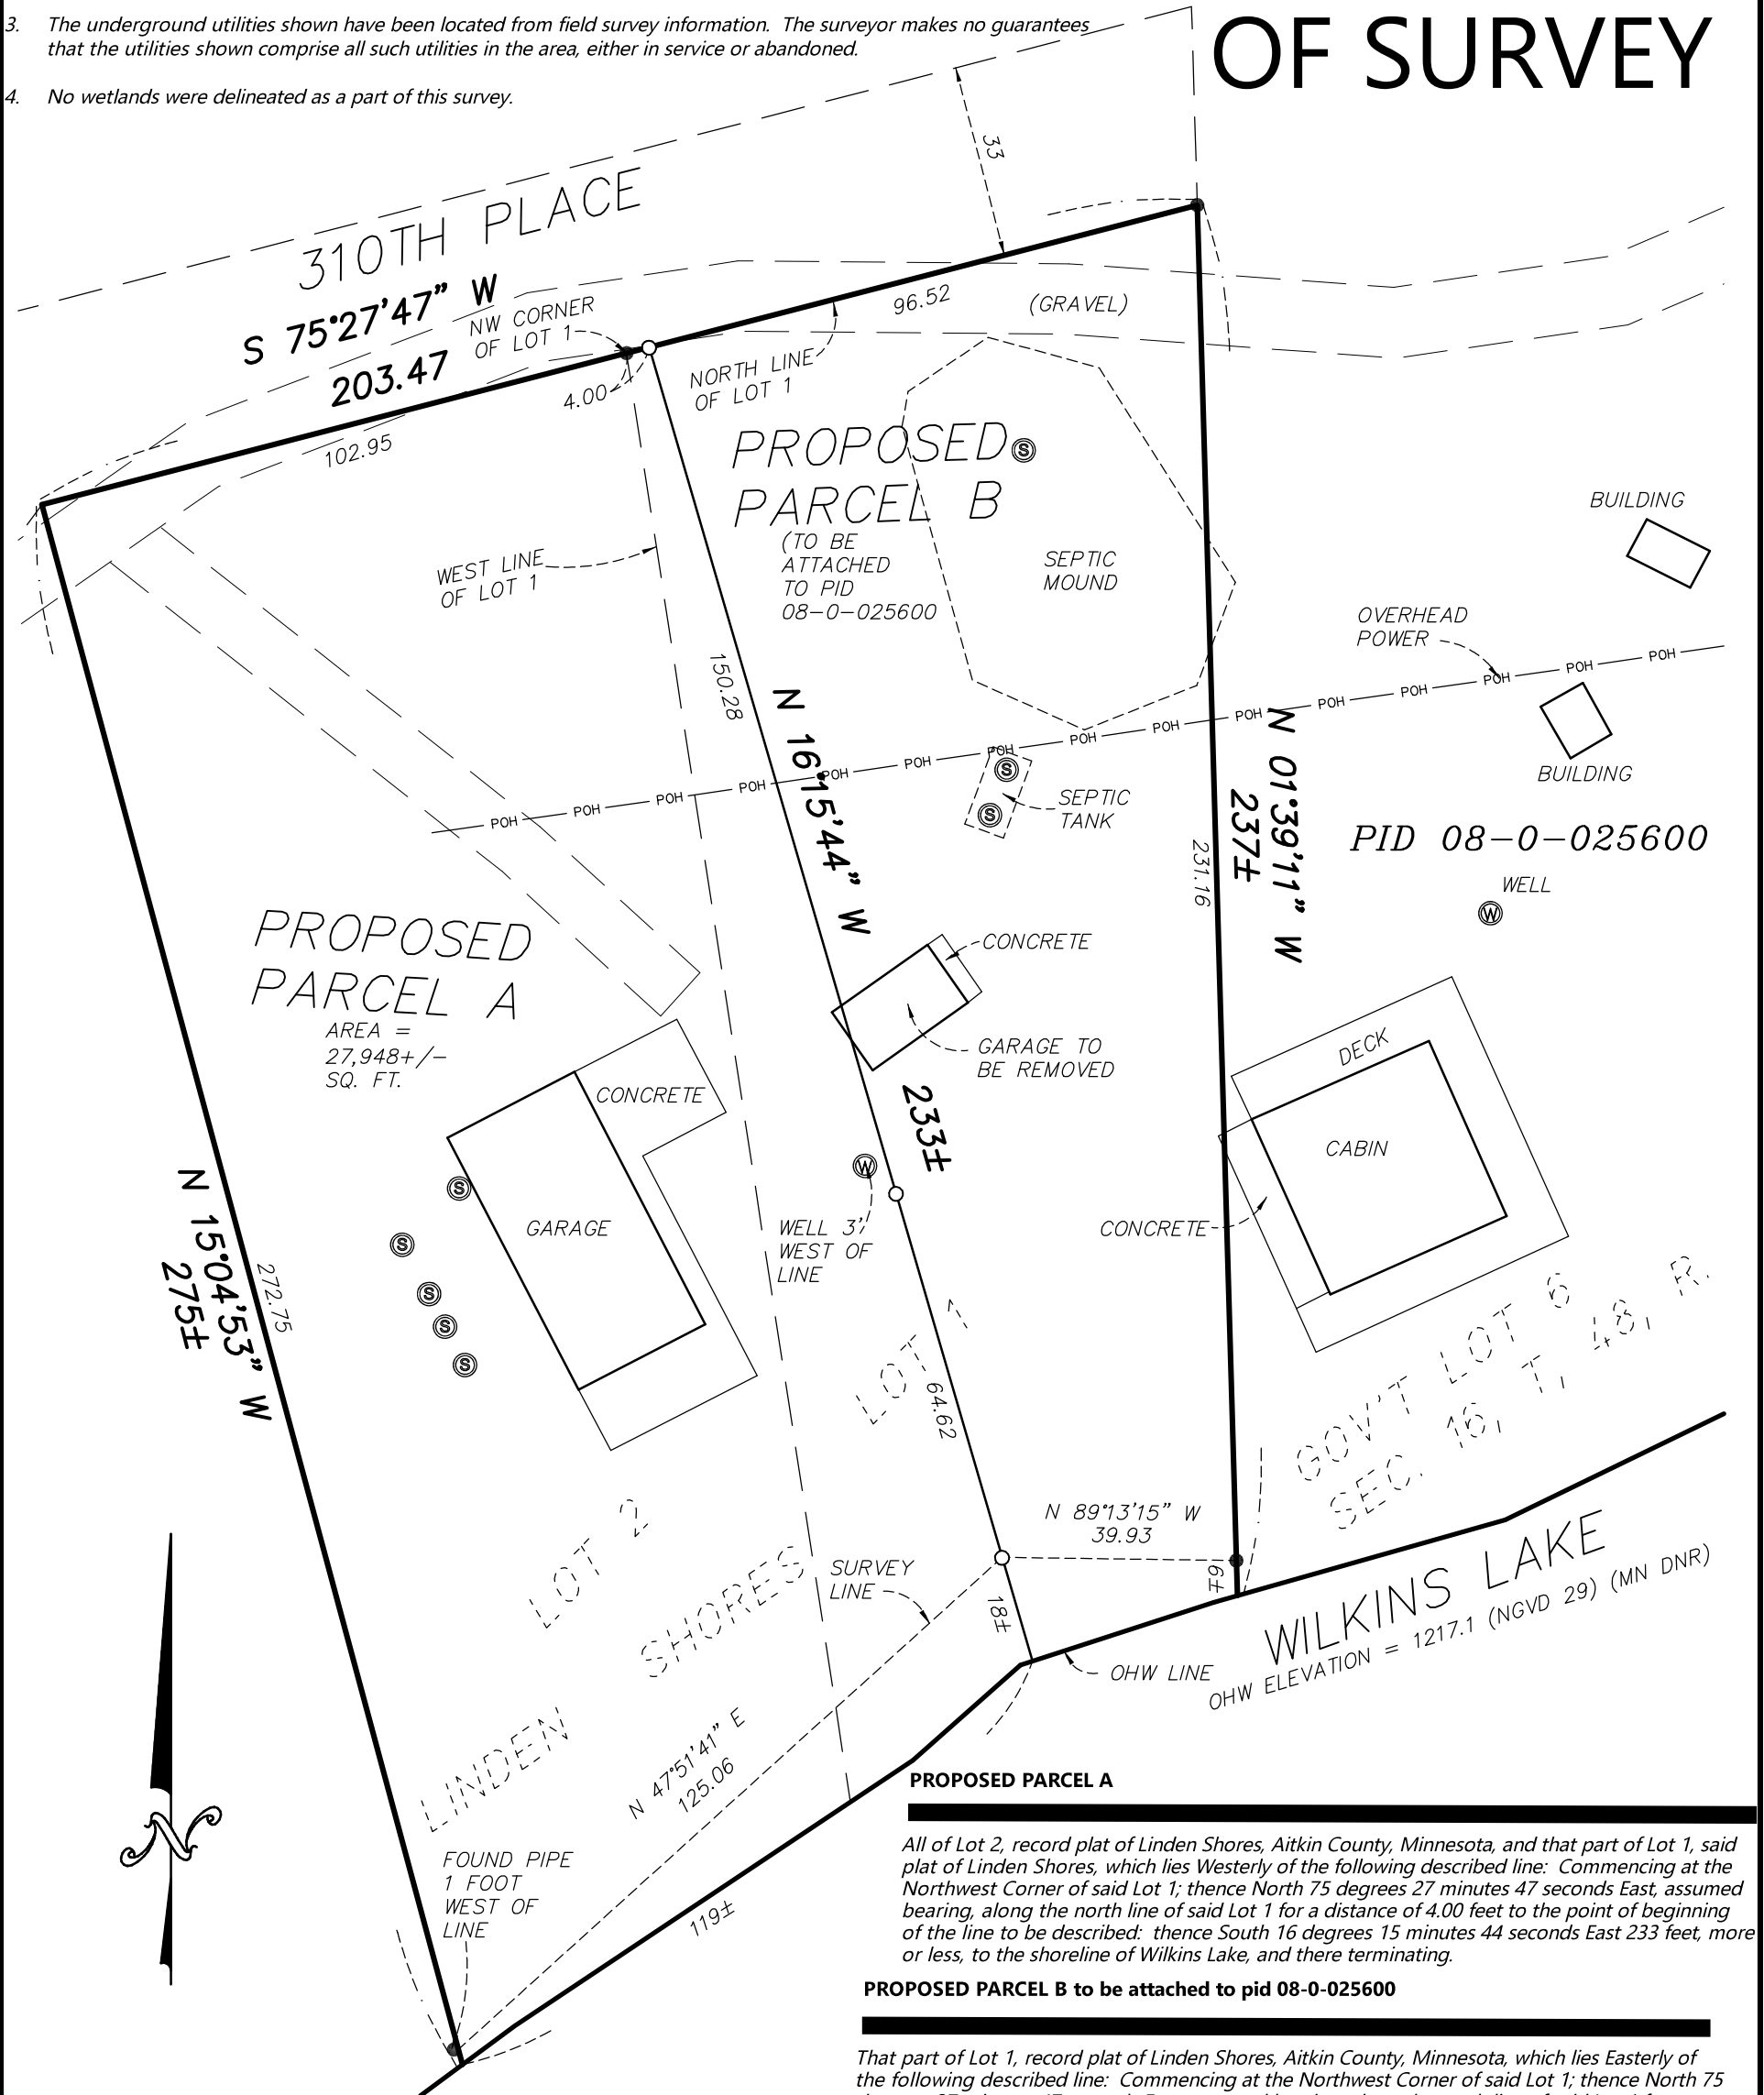 3. The underground utilities shown have been located from field survey information. The surveyor makes no guarantees
that the utilities shown comprise all such utilities in the area, either in service or abandoned.
4. No wetlands were delineated as a part of this survey.
OF SURVEY
33
310TH PLACE
S 75°27'47" W
203.47
NW CORNER
OF LOT 1
4.00
102.95
96.52
(GRAVEL)
NORTH LINE
OF LOT 1
PROPOSED
PARCEL B
(TO BE
ATTACHED
TO PID
08-0-025600
S
SEPTIC
MOUND
WEST LINE
OF LOT 1
BUILDING
OVERHEAD
POWER
POH POH POH POH POH POH POH POH POH POH POH POH POH POH POH
BUILDING
150.28
N 16°15'44" W
233±
S
S
SEPTIC
TANK
N 01°39'11" W
237±
231.16
PID 08-0-025600
WELL
W
PROPOSED
PARCEL A
AREA =
27,948+/-
SQ. FT.
CONCRETE
GARAGE TO
BE REMOVED
CONCRETE
GARAGE
DECK
CABIN
CONCRETE
W
WELL 3'
WEST OF
LINE
S
S
S
S
S
N 15°04'53" W
275±
272.75
LOT 1
64.62
GOV'T LOT 6
SEC. 16, T. 48, R.
N 89°13'15" W
39.93
6±
18±
LOT 2
LINDEN SHORES
SURVEY
LINE
OHW LINE
WILKINS LAKE
OHW ELEVATION = 1217.1 (NGVD 29) (MN DNR)
N 47°51'41" E
125.06
119±
N
FOUND PIPE
1 FOOT
WEST OF
LINE
PROPOSED PARCEL A
All of Lot 2, record plat of Linden Shores, Aitkin County, Minnesota, and that part of Lot 1, said
plat of Linden Shores, which lies Westerly of the following described line: Commencing at the
Northwest Corner of said Lot 1; thence North 75 degrees 27 minutes 47 seconds East, assumed
bearing, along the north line of said Lot 1 for a distance of 4.00 feet to the point of beginning
of the line to be described: thence South 16 degrees 15 minutes 44 seconds East 233 feet, more
or less, to the shoreline of Wilkins Lake, and there terminating.
PROPOSED PARCEL B to be attached to pid 08-0-025600
That part of Lot 1, record plat of Linden Shores, Aitkin County, Minnesota, which lies Easterly of
the following described line: Commencing at the Northwest Corner of said Lot 1; thence North 75